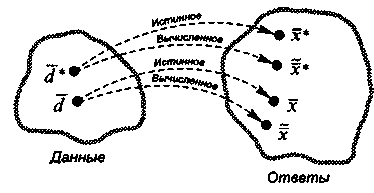 Истинное
Вычисленное
Истинное
Вычисленное
d̄*
d̄
x̄*
x̿*
x̄
x̿
Данные
Ответы